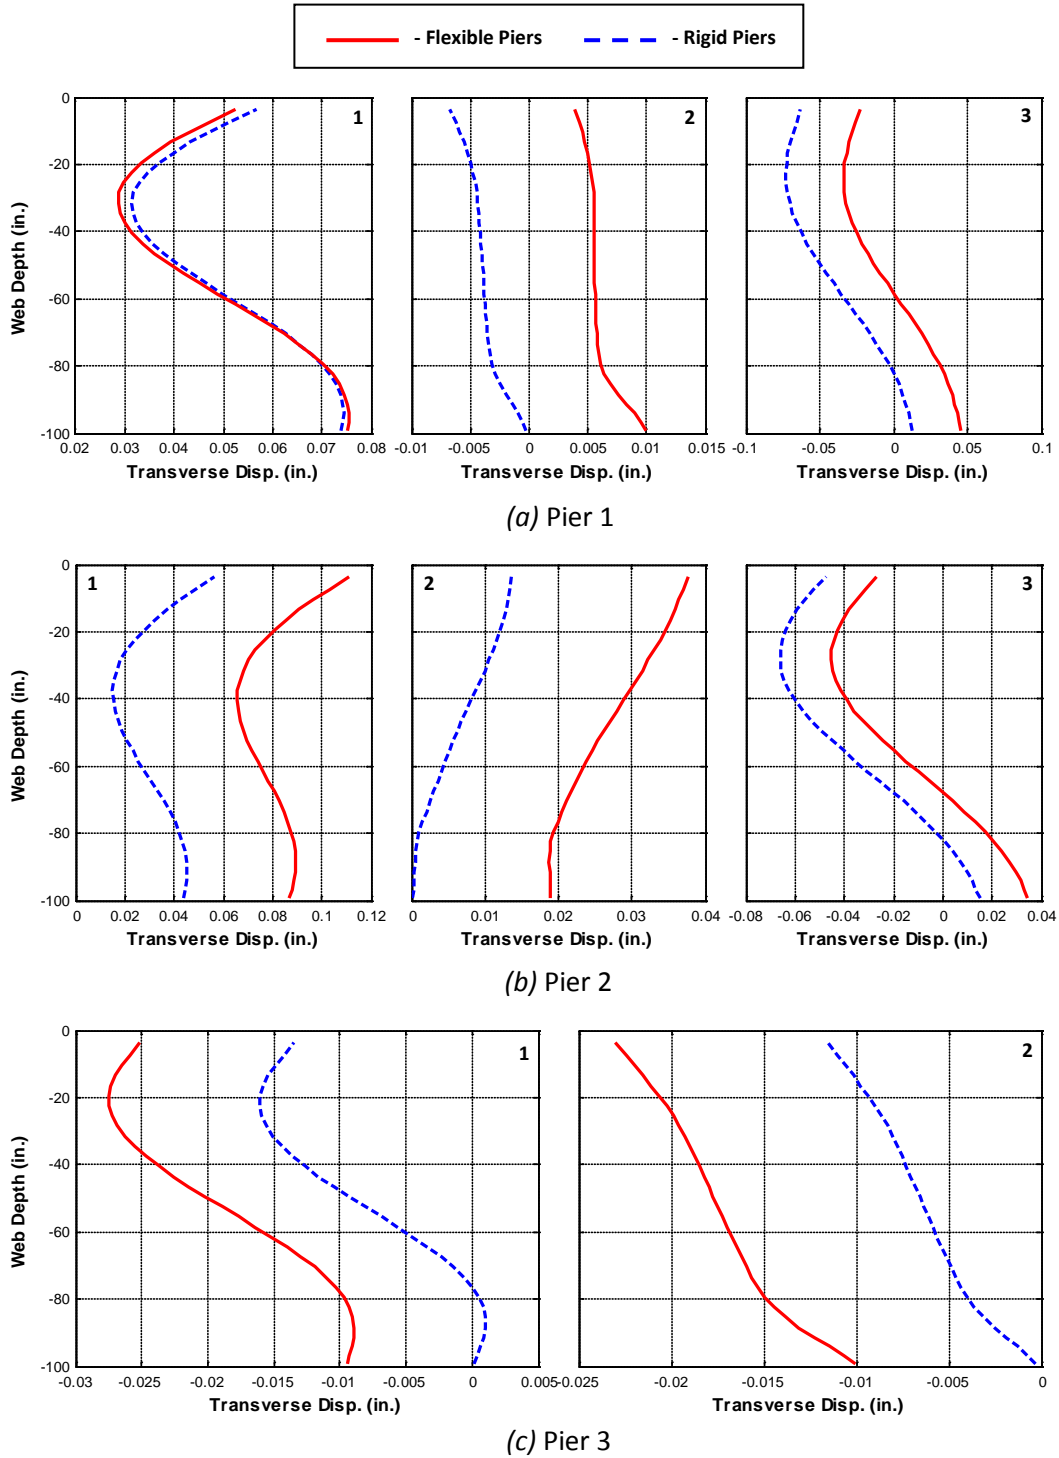 - Flexible Piers - Rigid Piers
0
-20
-40
-60
-80
-100
Web Depth (in.)
1
0.02 0.03 0.04 0.05 0.06 0.07 0.08
Transverse Disp. (in.)
2
-0.01 -0.005 0 0.005 0.01 0.015
Transverse Disp. (in.)
3
-0.1 -0.05 0 0.05 0.1
Transverse Disp. (in.)
(a) Pier 1
0
-20
-40
-60
-80
-100
Web Depth (in.)
1
0 0.02 0.04 0.06 0.08 0.1 0.12
Transverse Disp. (in.)
2
0 0.01 0.02 0.03 0.04
Transverse Disp. (in.)
3
-0.08 -0.06 -0.04 -0.02 0 0.02 0.04
Transverse Disp. (in.)
(b) Pier 2
0
-20
-40
-60
-80
-100
Web Depth (in.)
1
-0.03 -0.025 -0.02 -0.015 -0.01 -0.005 0 0.005
Transverse Disp. (in.)
2
-0.025 -0.02 -0.015 -0.01 -0.005 0
Transverse Disp. (in.)
(c) Pier 3